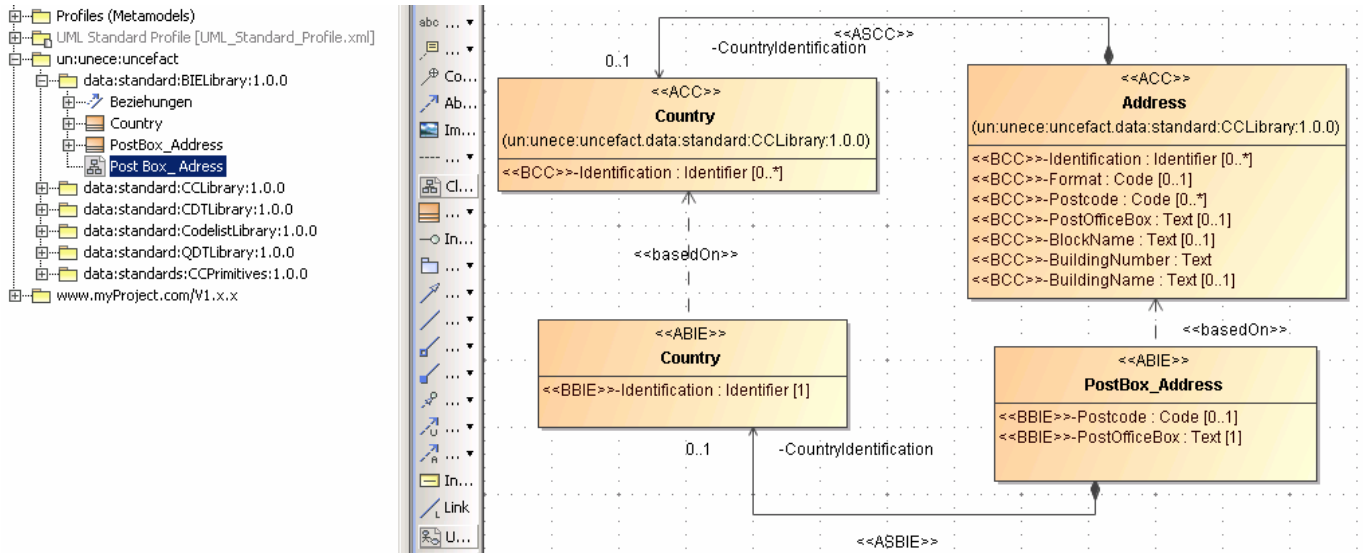 Profiles (Metamodels)
UML Standard Profile [UML_Standard_Profile.xml]
un:unece:uncefact
data:standard:BIELibrary:1.0.0
Beziehungen
Country
PostBox_Address
Post Box_ Adress
data:standard:CCLibrary:1.0.0
data:standard:CDTLibrary:1.0.0
data:standard:CodelistLibrary:1.0.0
data:standard:QDTLibrary:1.0.0
data:standards:CCPrimitives:1.0.0
www.myProject.com/V1.x.x
abc ...
...
Co...
Ab...
Im...
...
Cl...
...
In...
...
...
...
...
...
...
...
...
In...
Link
U...
<<ASCC>>
-CountryIdentification
0..1
<<ACC>>
Country
(un:unece:uncefact.data:standard:CCLibrary:1.0.0)
<<BCC>>-Identification : Identifier [0..*]
<<ACC>>
Address
(un:unece:uncefact.data:standard:CCLibrary:1.0.0)
<<BCC>>-Identification : Identifier [0..*]
<<BCC>>-Format : Code [0..1]
<<BCC>>-Postcode : Code [0..*]
<<BCC>>-PostOfficeBox : Text [0..1]
<<BCC>>-BlockName : Text [0..1]
<<BCC>>-BuildingNumber : Text
<<BCC>>-BuildingName : Text [0..1]
<<basedOn>>
<<basedOn>>
<<ABIE>>
Country
<<BBIE>>-Identification : Identifier [1]
<<ABIE>>
PostBox_Address
<<BBIE>>-Postcode : Code [0..1]
<<BBIE>>-PostOfficeBox : Text [1]
0..1
-CountryIdentification
<<ASBIE>>